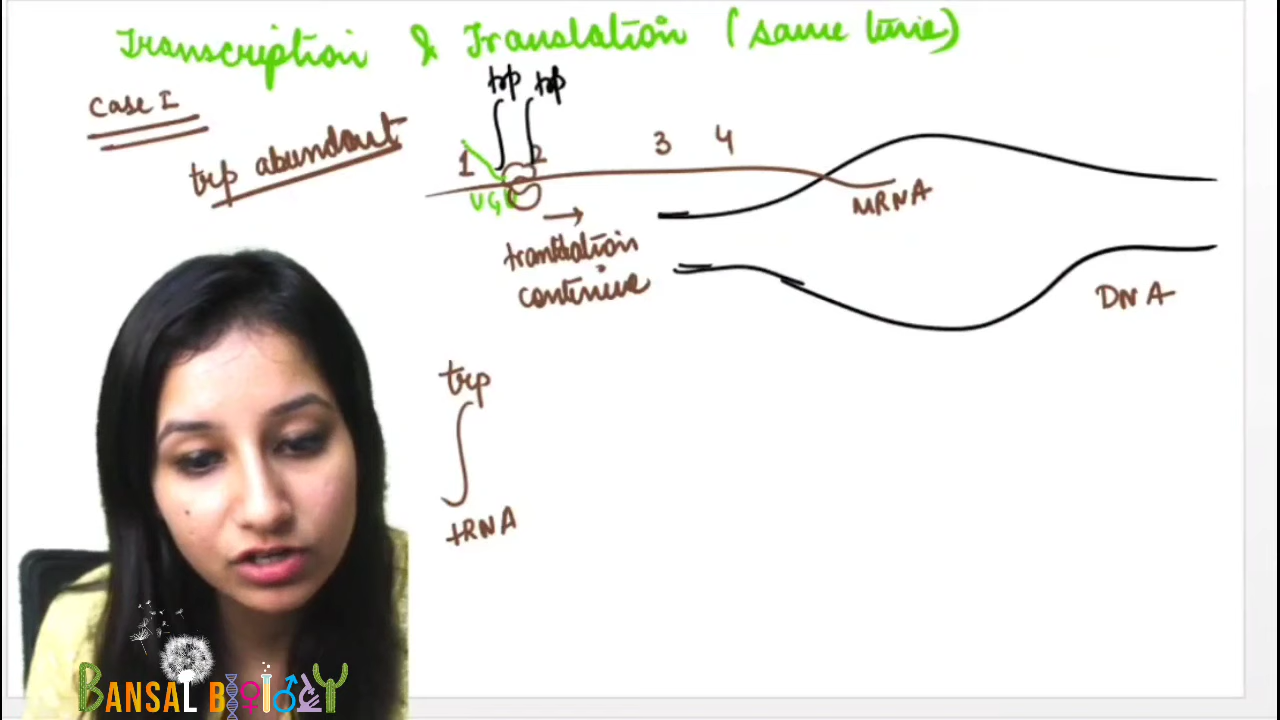 Transcription & Translation (same time)
Case I
trp abundant
trp trp
1 2 3 4
UGG
mRNA
translation
continue
DNA
trp
tRNA
BANSAL BIOLOGY